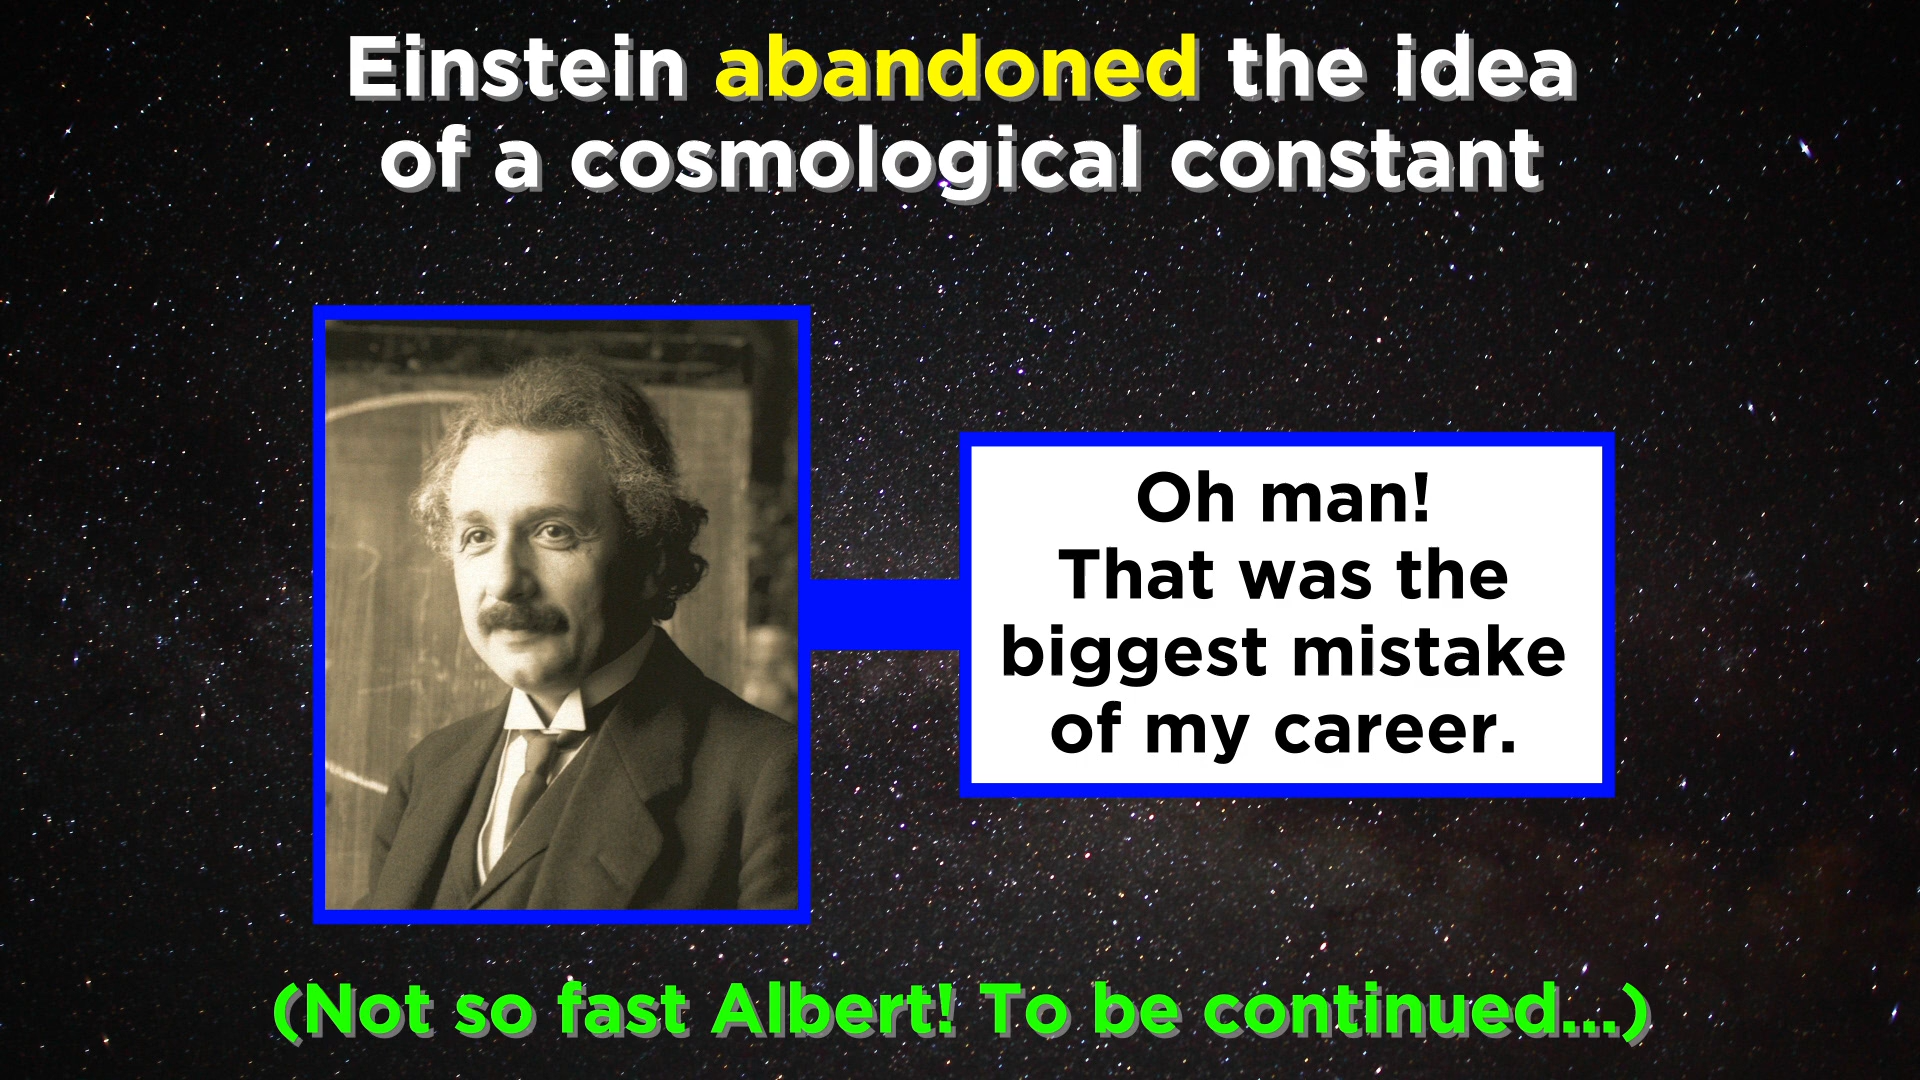 Einstein abandoned the idea
of a cosmological constant
Oh man!
That was the
biggest mistake
of my career.
(Not so fast Albert! To be continued...)